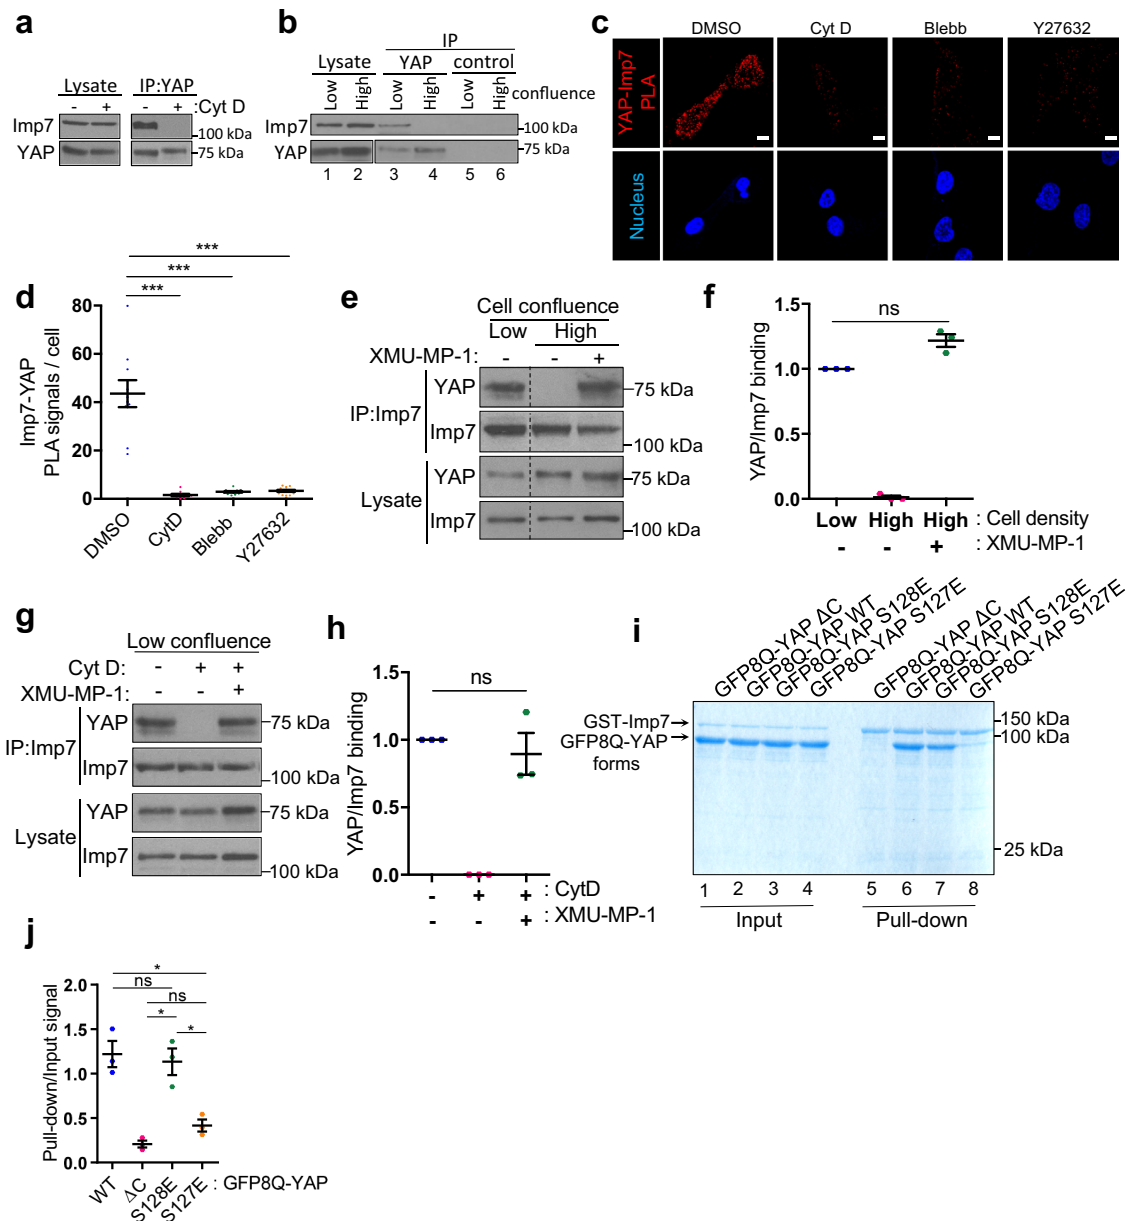 a
Lysate IP:YAP
- + - + :Cyt D
Imp7
100 kDa
YAP
75 kDa
b
IP
Lysate YAP control
Low High Low High Low High confluence
Imp7
100 kDa
YAP
75 kDa
1 2 3 4 5 6
c
DMSO Cyt D Blebb Y27632
YAP-Imp7 PLA
Nucleus
d
***
***
***
Imp7-YAP
PLA signals / cell
80
60
40
20
0
DMSO CytD Blebb Y27632
e
Cell confluence
Low High
XMU-MP-1: - - +
IP:Imp7
YAP
75 kDa
Imp7
100 kDa
Lysate
YAP
75 kDa
Imp7
100 kDa
f
ns
YAP/Imp7 binding
1.5
1.0
0.5
0.0
Low High High : Cell density
- - + : XMU-MP-1
g
Low confluence
Cyt D: - + +
XMU-MP-1: - - +
IP:Imp7
YAP
75 kDa
Imp7
100 kDa
Lysate
YAP
75 kDa
Imp7
100 kDa
h
ns
YAP/Imp7 binding
1.5
1.0
0.5
0.0
- + + : CytD
- - + : XMU-MP-1
i
GFP8Q-YAP ΔC
GFP8Q-YAP WT
GFP8Q-YAP S128E
GFP8Q-YAP S127E
GFP8Q-YAP ΔC
GFP8Q-YAP WT
GFP8Q-YAP S128E
GFP8Q-YAP S127E
GST-Imp7
GFP8Q-YAP
forms
150 kDa
100 kDa
25 kDa
1 2 3 4 5 6 7 8
Input Pull-down
j
*
ns
ns
*
*
Pull-down/Input signal
2.0
1.5
1.0
0.5
0.0
WT ΔC S128E S127E : GFP8Q-YAP